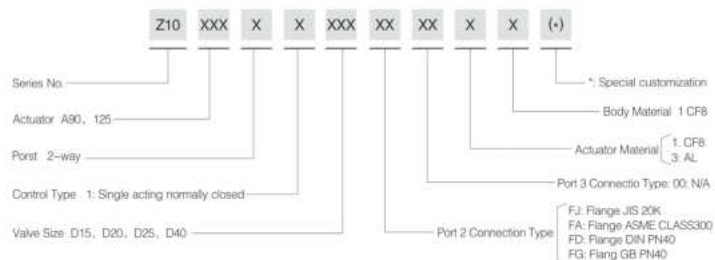 Z10 XXX X X XXX XX XX X X (*)
Series No.
*: Special customization
Actuator A90、125
Body Material 1 CF8
Porst 2-way
Actuator Material
1. CF8
3: AL
Control Type 1: Single acting normally closed
Port 3 Connectio Type: 00: N/A
Valve Size D15、D20、D25、D40
Port 2 Connection Type
FJ: Flange JIS 20K
FA: Flange ASME CLASS300
FD: Flange DIN PN40
FG: Flang GB PN40